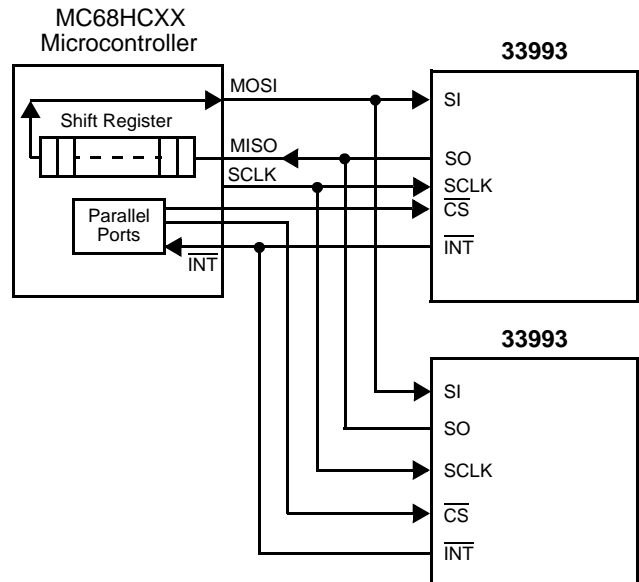 MC68HCXX
Microcontroller
33993
MOSI
SI
Shift Register
MISO
SO
SCLK
SCLK
CS
Parallel
Ports
INT
INT
33993
SI
SO
SCLK
CS
INT